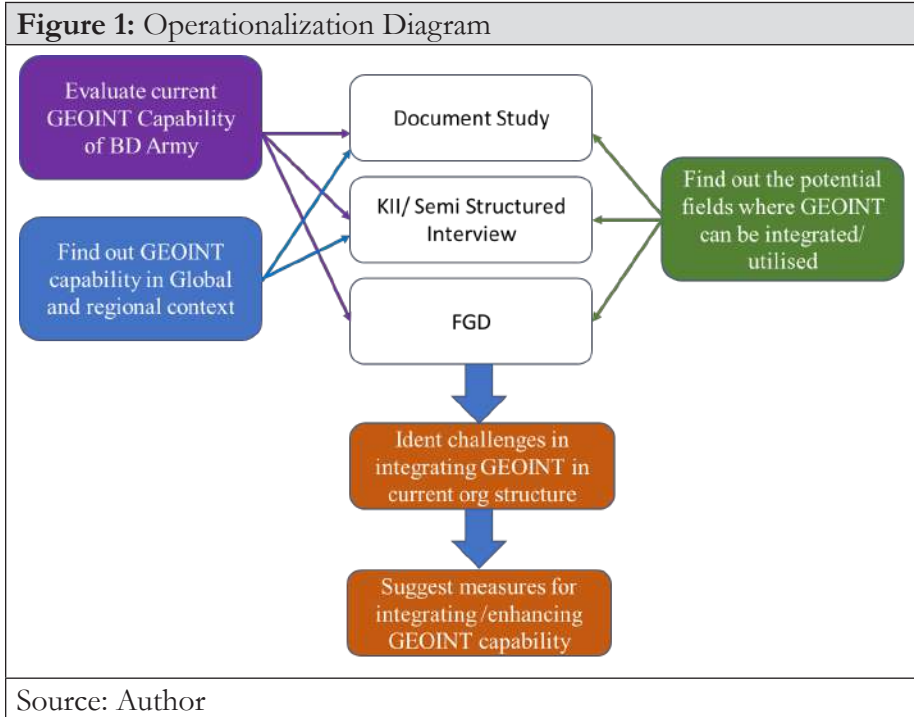 Figure 1: Operationalization Diagram
Evaluate current
GEOINT Capability
of BD Army
Find out GEOINT
capability in Global
and regional context
Document Study
KII/ Semi Structured
Interview
FGD
Find out the potential
fields where GEOINT
can be integrated/
utilised
Ident challenges in
integrating GEOINT in
current org structure
Suggest measures for
integrating /enhancing
GEOINT capability
Source: Author